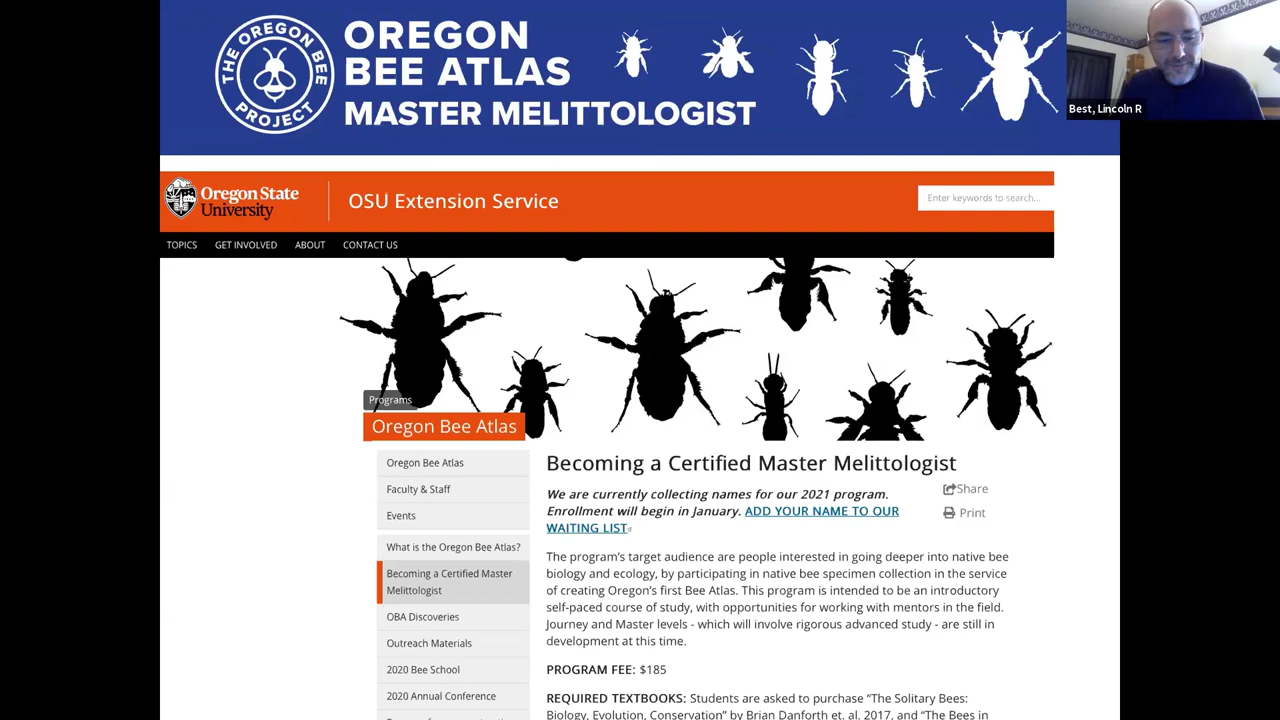 THE OREGON BEE
PROJECT
OREGON
BEE ATLAS
MASTER MELITTOLOGIST
Best, Lincoln R
Oregon State
University
OSU Extension Service
Enter keywords to search...
TOPICS GET INVOLVED ABOUT CONTACT US
Programs
Oregon Bee Atlas
Oregon Bee Atlas
Faculty & Staff
Events
What is the Oregon Bee Atlas?
Becoming a Certified Master
Melittologist
OBA Discoveries
Outreach Materials
2020 Bee School
2020 Annual Conference
Becoming a Certified Master Melittologist
Share
Print
We are currently collecting names for our 2021 program.
Enrollment will begin in January. ADD YOUR NAME TO OUR
WAITING LIST
The program's target audience are people interested in going deeper into native bee
biology and ecology, by participating in native bee specimen collection in the service
of creating Oregon's first Bee Atlas. This program is intended to be an introductory
self-paced course of study, with opportunities for working with mentors in the field.
Journey and Master levels - which will involve rigorous advanced study - are still in
development at this time.
PROGRAM FEE: $185
REQUIRED TEXTBOOKS: Students are asked to purchase “The Solitary Bees:
Biology, Evolution, Conservation” by Brian Danforth et. al. 2017, and “The Bees in